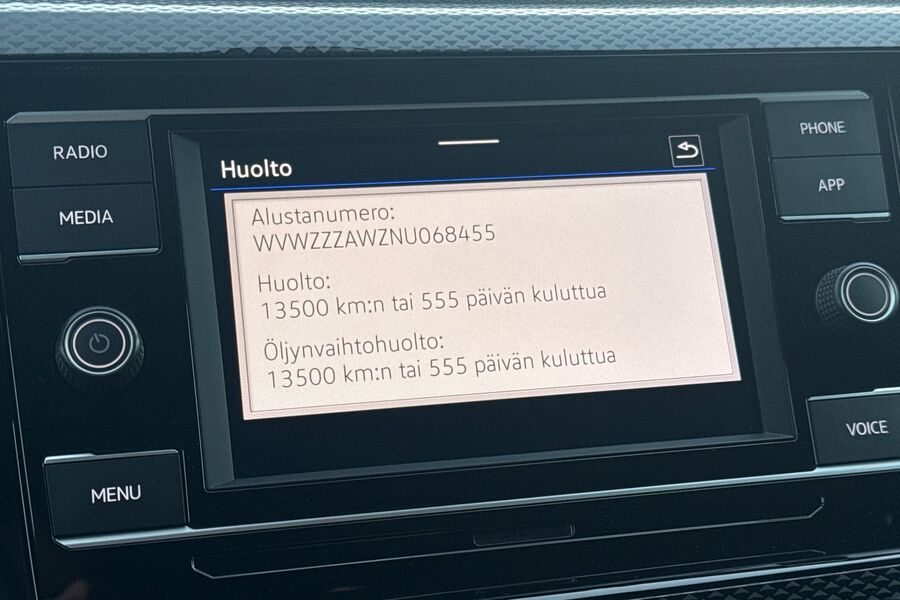 RADIO
MEDIA
MENU
Huolto
Alustanumero:
WVWZZZAWZNU068455
Huolto:
13500 km:n tai 555 päivän kuluttua
Öljynvaihtohuolto:
13500 km:n tai 555 päivän kuluttua
PHONE
APP
VOICE